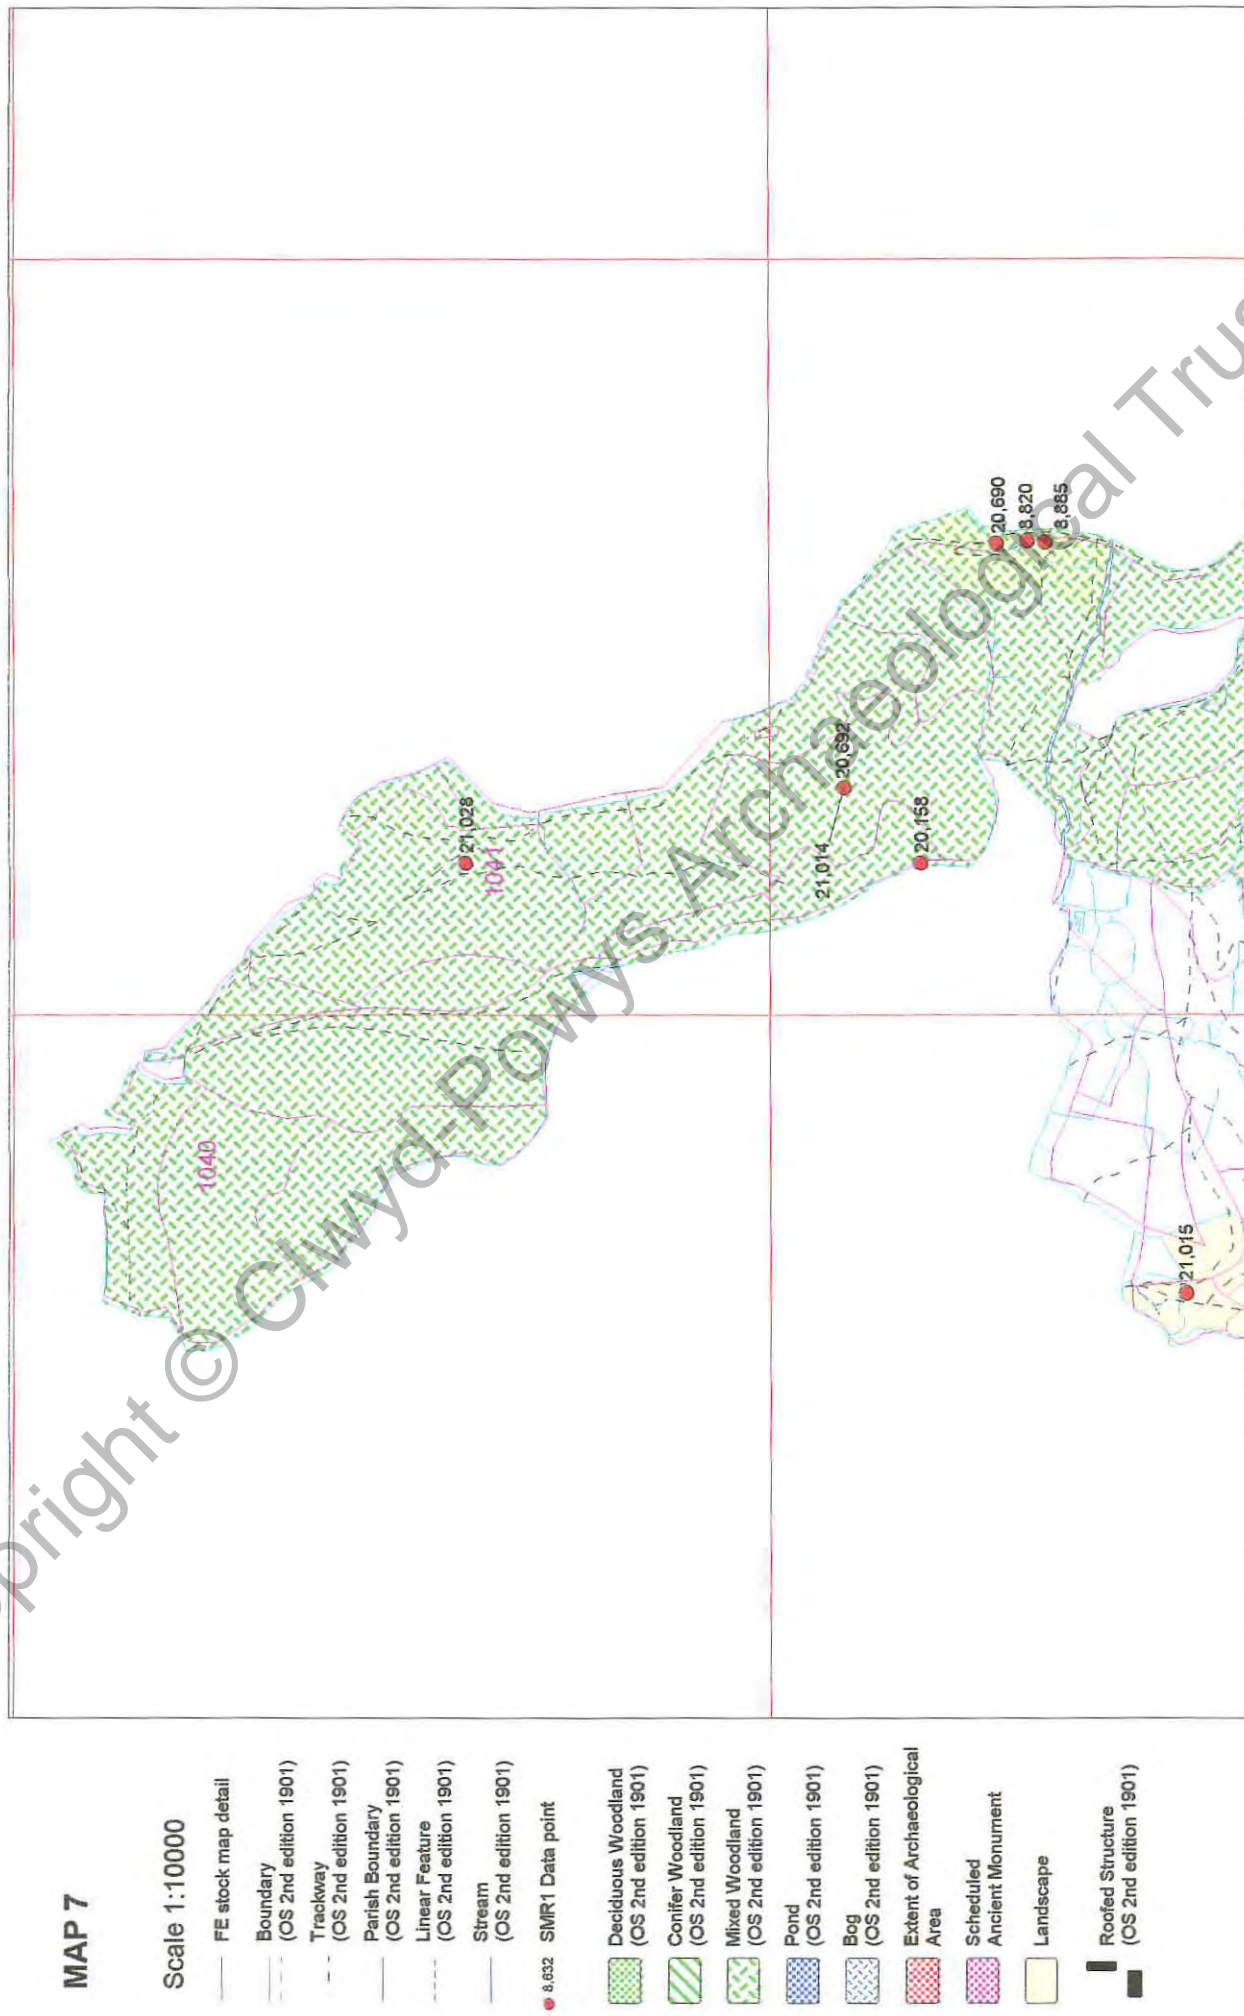 MAP 7
Scale 1:10000
FE stock map detail
Boundary
(OS 2nd edition 1901)
Trackway
(OS 2nd edition 1901)
Parish Boundary
(OS 2nd edition 1901)
Linear Feature
(OS 2nd edition 1901)
Stream
(OS 2nd edition 1901)
8,632 SMR1 Data point
Deciduous Woodland
(OS 2nd edition 1901)
Conifer Woodland
(OS 2nd edition 1901)
Mixed Woodland
(OS 2nd edition 1901)
Pond
(OS 2nd edition 1901)
Bog
(OS 2nd edition 1901)
Extent of Archaeological
Area
Scheduled
Ancient Monument
Landscape
Roofed Structure
(OS 2nd edition 1901)
1040
1041
21,028
21,014
20,692
20,158
20,690
8,820
8,885
21,015
pright © Clwyd-Powys Archaeological Trus